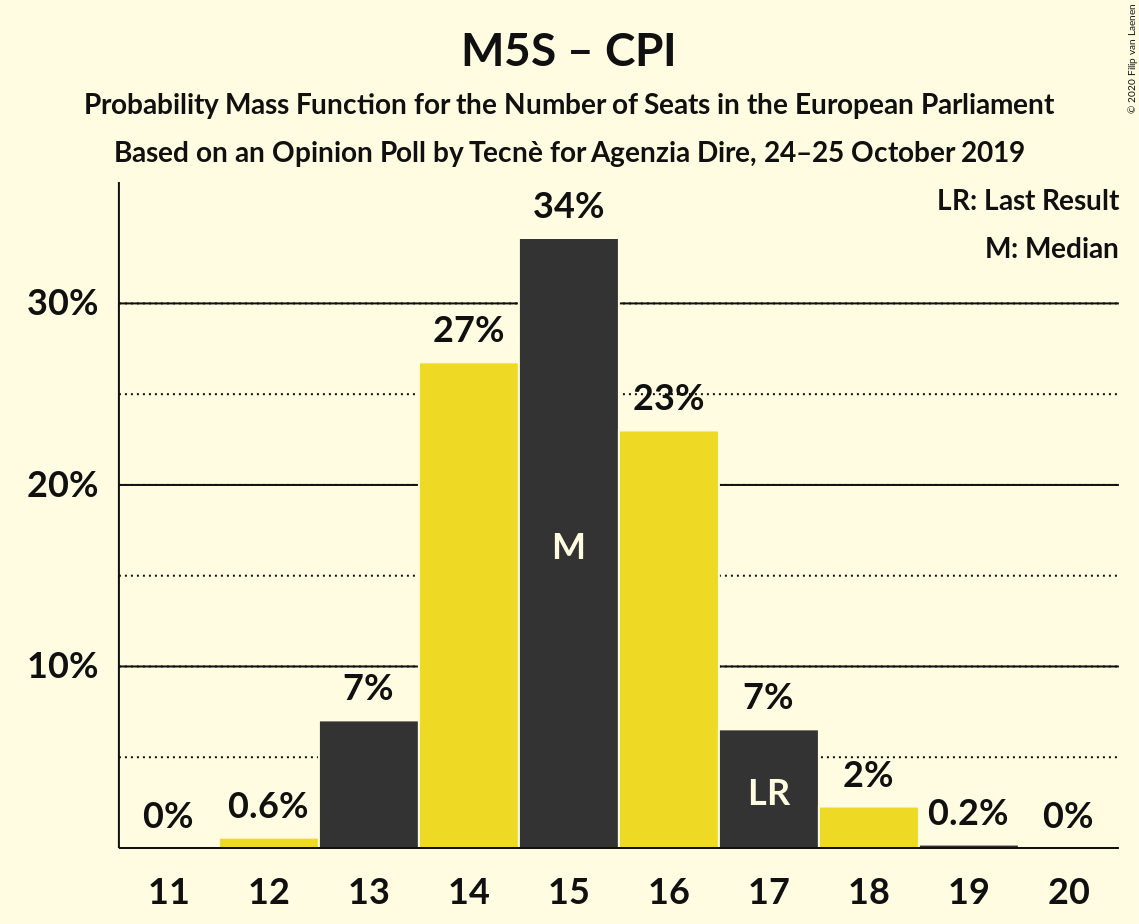 M5S – CPI
Probability Mass Function for the Number of Seats in the European Parliament
Based on an Opinion Poll by Tecnè for Agenzia Dire, 24–25 October 2019
© 2020 Filip van Laenen
LR: Last Result
M: Median
34%
30%
27%
23%
20%
M
10%
7%
7%
LR
2%
0%
0.6%
0.2%
0%
11 12 13 14 15 16 17 18 19 20